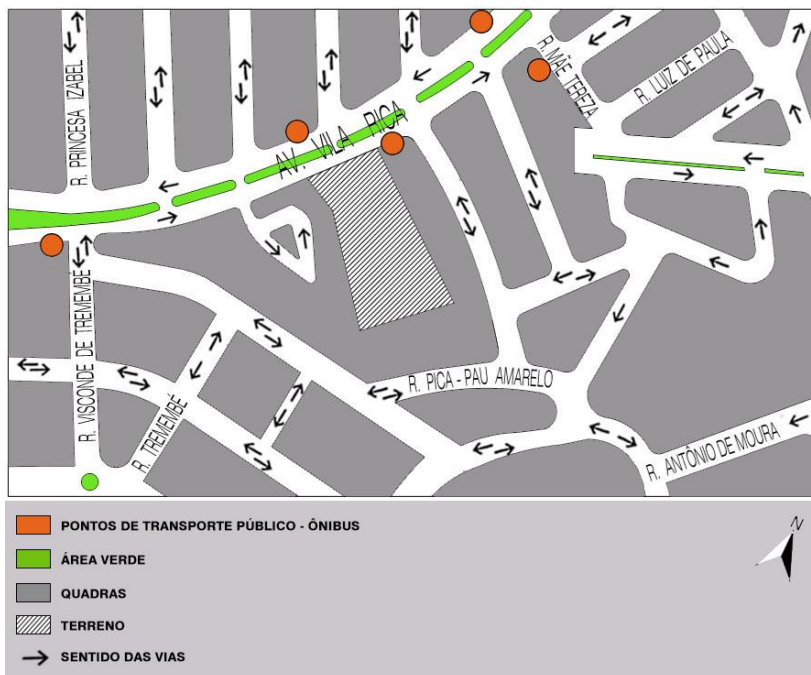 R. PRINCESA IZABEL
AV. VILA RICA
R. MÃE TEREZA
R. LUIZ DE PAULA
R. VISCONDE DE TREMEMBÉ
R. TREMEMBÉ
R. PICA - PAU AMARELO
R. ANTÔNIO DE MOURA
PONTOS DE TRANSPORTE PÚBLICO - ÔNIBUS
ÁREA VERDE
QUADRAS
TERRENO
SENTIDO DAS VIAS
N